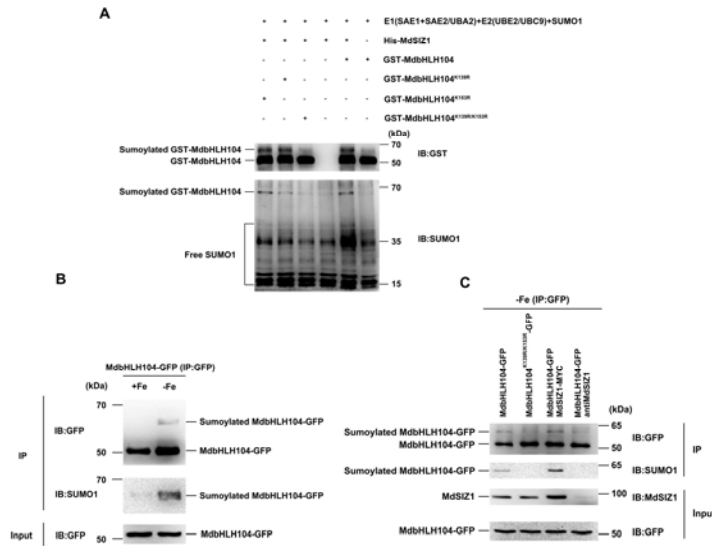 A
+ + + + + + + E1(SAE1+SAE2/UBA2)+E2(UBE2/UBC9)+SUMO1
+ + + + + + - His-MdSIZ1
- - - - - + + GST-MdbHLH104
- + - - - - - GST-MdbHLH104K139R
+ - - - - - - GST-MdbHLH104K153R
- - + - - - - GST-MdbHLH104K139R/K153R
(kDa)
Sumoylated GST-MdbHLH104
GST-MdbHLH104
70
50
IB:GST
Sumoylated GST-MdbHLH104
Free SUMO1
70
35
15
IB:SUMO1
B
MdbHLH104-GFP (IP:GFP)
(kDa) +Fe -Fe
70
50
IP
IB:GFP
Sumoylated MdbHLH104-GFP
MdbHLH104-GFP
70
IB:SUMO1
Sumoylated MdbHLH104-GFP
Input
IB:GFP
50
MdbHLH104-GFP
C
-Fe (IP:GFP)
MdbHLH104-GFP
MdbHLH104K139R/K153R-GFP
MdbHLH104-GFP
MdSIZ1-MYC
MdbHLH104-GFP
antiMdSIZ1
(kDa)
Sumoylated MdbHLH104-GFP
MdbHLH104-GFP
65
50
IB:GFP
IP
Sumoylated MdbHLH104-GFP
65
IB:SUMO1
MdSIZ1
100
IB:MdSIZ1
Input
MdbHLH104-GFP
50
IB:GFP